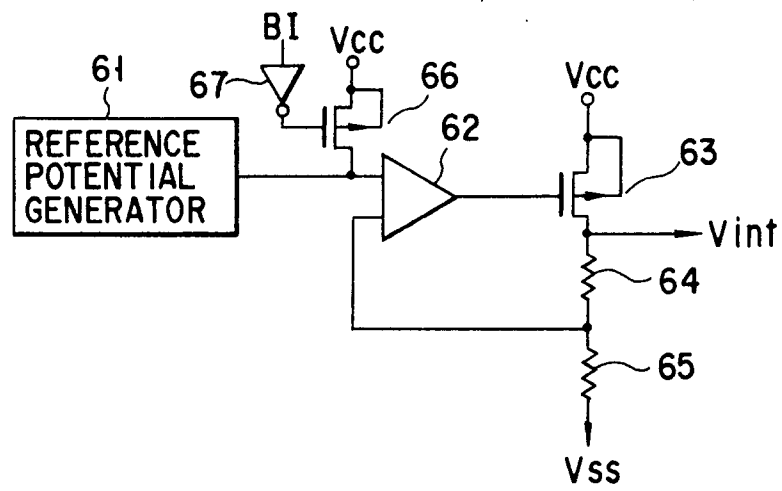 BI
Vcc
61
67
66
Vcc
REFERENCE
POTENTIAL
GENERATOR
62
63
Vint
64
65
Vss